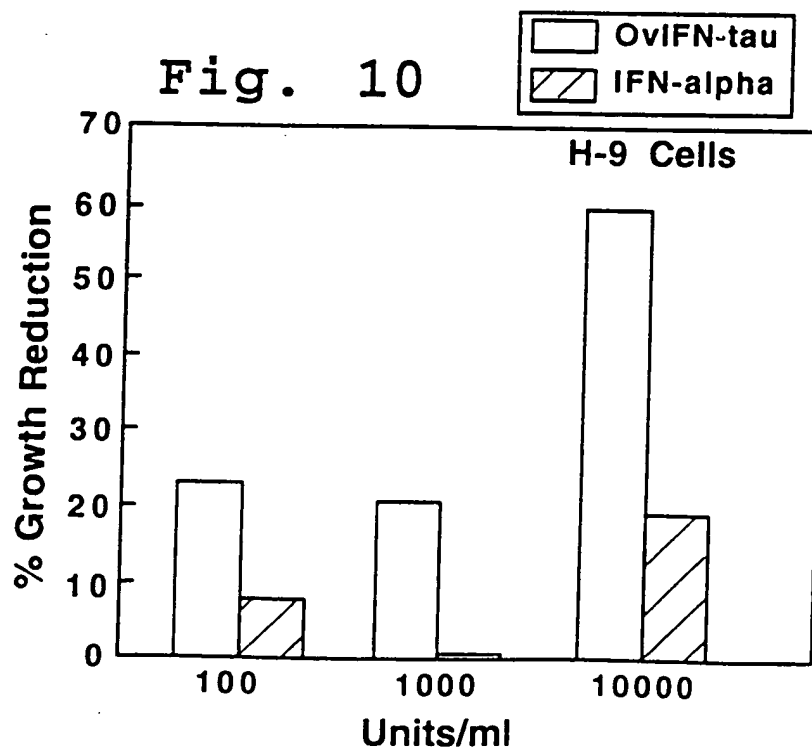 OvIFN-tau
IFN-alpha
Fig. 10
H-9 Cells
% Growth Reduction
70
60
50
40
30
20
10
0
100 1000 10000
Units/ml